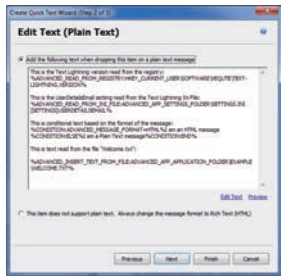 Create Quick Text Wizard (Step 2 of 3)
Edit Text (Plain Text)
Add the following text when dropping this item on a plain text message
This is the Text Lightning version read from the registry:
%ADVANCED_READ_FROM_REGISTRY:HKEY_CURRENT_USER\SOFTWARE\SEQUITE\TEXT-
LIGHTNING,VERSION%
This is the UserDetailsEmail setting read from the Text Lightning INI File:
%ADVANCED_READ_FROM_INI_FILE:ADVANCED_APP_SETTINGS_FOLDER\SETTINGS.INI
This is conditional text based on the format of the message:
%CONDITION:ADVANCED_MESSAGE_FORMAT=HTML%I am an HTML message
%CONDITION:ELSE%I am a Plain Text message%CONDITION:END%
This is text read from the file "Welcome.txt":
%ADVANCED_INSERT_TEXT_FROM_FILE:ADVANCED_APP_APPLICATION_FOLDER\EXAMPLE
\WELCOME.TXT%
Edit Text Preview
This item does not support plain text. Always change the message format to Rich Text (HTML)
Previous Next Finish Cancel